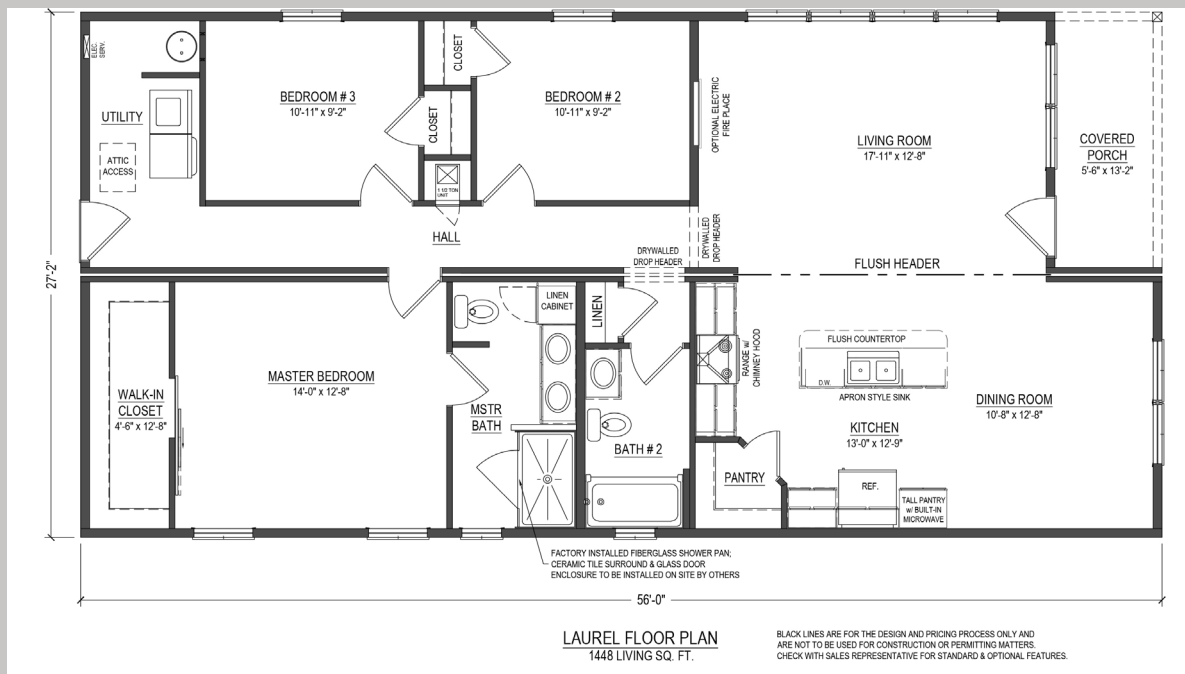 ELEC.
SERV.
UTILITY
ATTIC
ACCESS
BEDROOM # 3
10'-11" x 9'-2"
CLOSET
CLOSET
1 1/2 TON
UNIT
BEDROOM # 2
10'-11" x 9'-2"
OPTIONAL ELECTRIC
FIRE PLACE
LIVING ROOM
17'-11" x 12'-8"
COVERED
PORCH
5'-6" x 13'-2"
HALL
DRYWALLED
DROP HEADER
DRYWALLED
DROP HEADER
FLUSH HEADER
27'-2"
WALK-IN
CLOSET
4'-6" x 12'-8"
MASTER BEDROOM
14'-0" x 12'-8"
MSTR
BATH
LINEN
CABINET
LINEN
BATH # 2
RANGE w/
CHIMNEY HOOD
FLUSH COUNTERTOP
D.W.
APRON STYLE SINK
KITCHEN
13'-0" x 12'-9"
DINING ROOM
10'-8" x 12'-8"
PANTRY
REF.
TALL PANTRY
w/ BUILT-IN
MICROWAVE
FACTORY INSTALLED FIBERGLASS SHOWER PAN;
CERAMIC TILE SURROUND & GLASS DOOR
ENCLOSURE TO BE INSTALLED ON SITE BY OTHERS
56'-0"
LAUREL FLOOR PLAN
1448 LIVING SQ. FT.
BLACK LINES ARE FOR THE DESIGN AND PRICING PROCESS ONLY AND
ARE NOT TO BE USED FOR CONSTRUCTION OR PERMITTING MATTERS.
CHECK WITH SALES REPRESENTATIVE FOR STANDARD & OPTIONAL FEATURES.